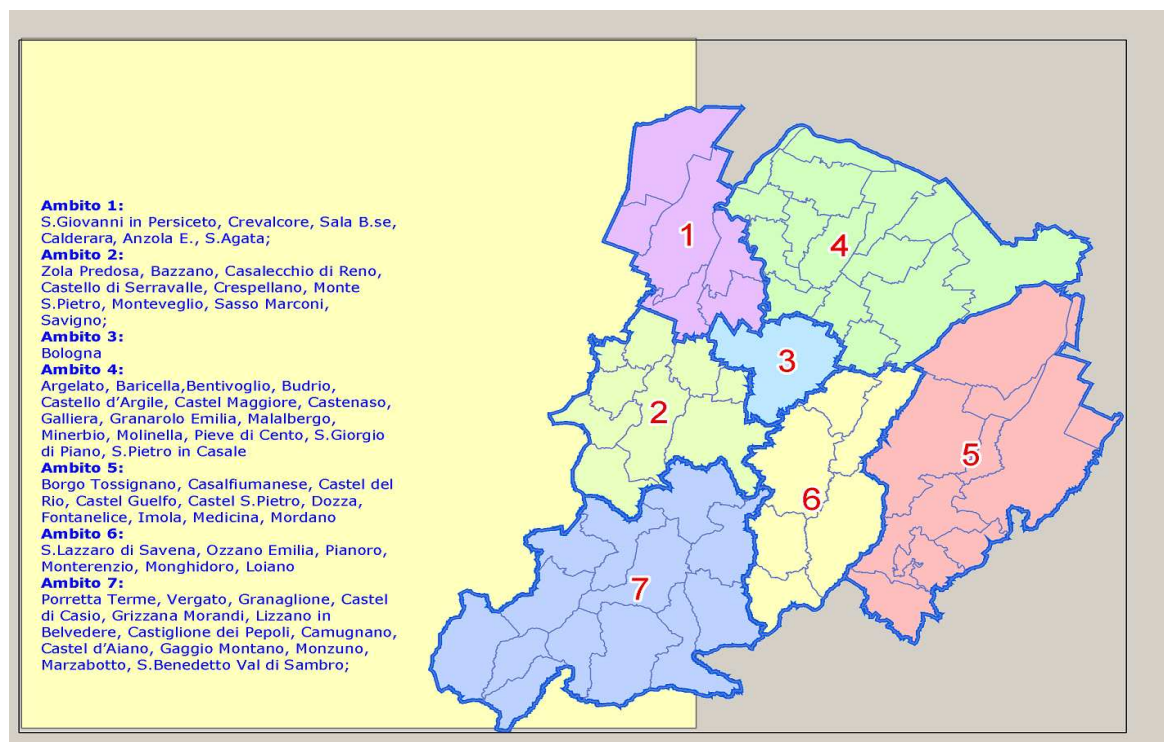 Ambito 1:
S.Giovanni in Persiceto, Crevalcore, Sala B.se,
Calderara, Anzola E., S.Agata;
Ambito 2:
Zola Predosa, Bazzano, Casalecchio di Reno,
Castello di Serravalle, Crespellano, Monte
S.Pietro, Monteveglio, Sasso Marconi,
Savigno;
Ambito 3:
Bologna
Ambito 4:
Argelato, Baricella,Bentivoglio, Budrio,
Castello d'Argile, Castel Maggiore, Castenaso,
Galliera, Granarolo Emilia, Malalbergo,
Minerbio, Molinella, Pieve di Cento, S.Giorgio
di Piano, S.Pietro in Casale
Ambito 5:
Borgo Tossignano, Casalfiumanese, Castel del
Rio, Castel Guelfo, Castel S.Pietro, Dozza,
Fontanelice, Imola, Medicina, Mordano
Ambito 6:
S.Lazzaro di Savena, Ozzano Emilia, Pianoro,
Monterenzio, Monghidoro, Loiano
Ambito 7:
Porretta Terme, Vergato, Granaglione, Castel
di Casio, Grizzana Morandi, Lizzano in
Belvedere, Castiglione dei Pepoli, Camugnano,
Castel d'Aiano, Gaggio Montano, Monzuno,
Marzabotto, S.Benedetto Val di Sambro;
1
4
3
2
5
6
7